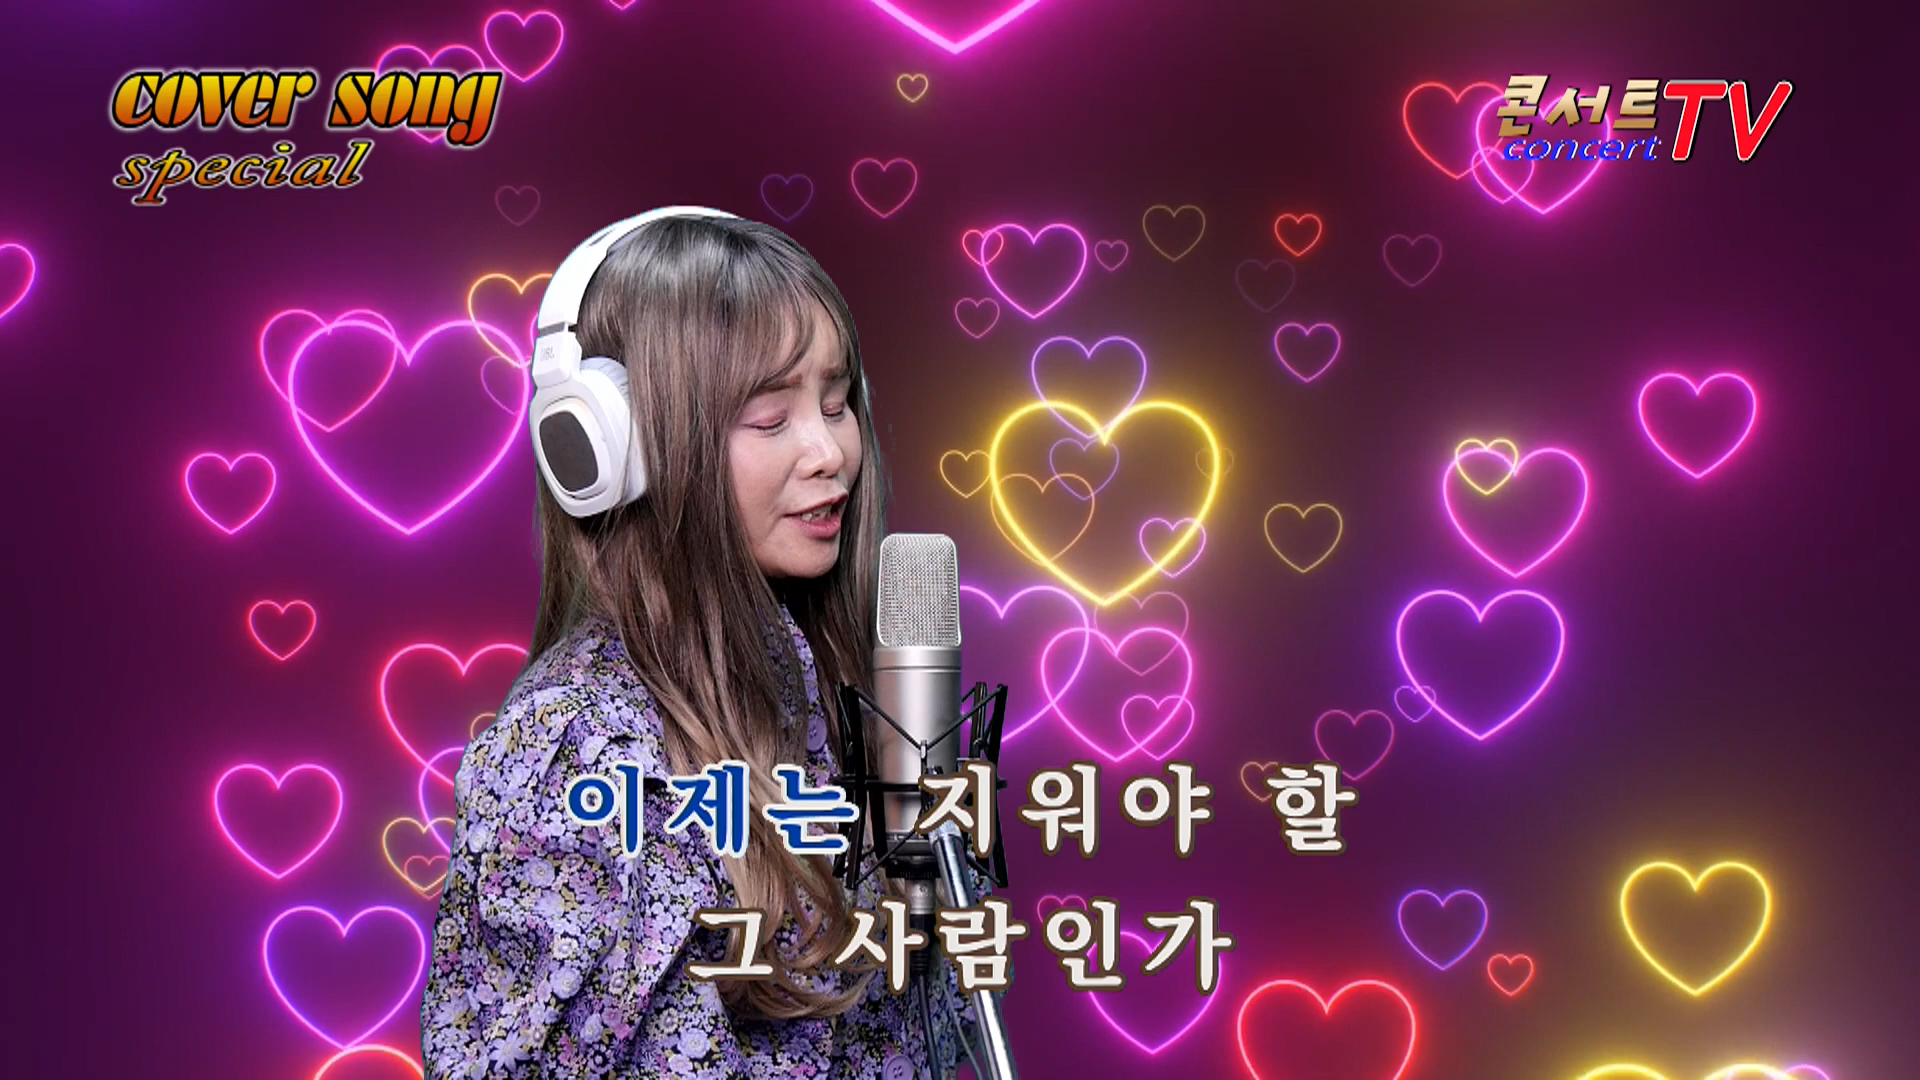 cover song
special
콘서트TV
concert
JBL
이제는 지워야 할
그 사람인가